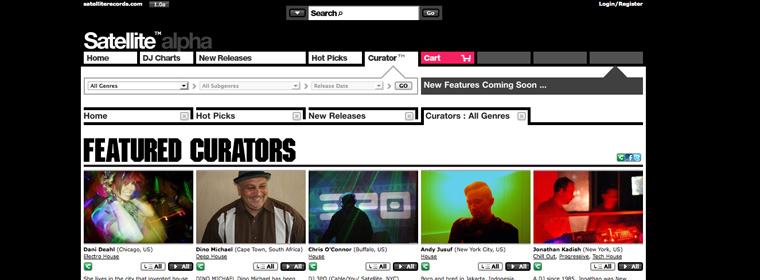 satelliterecords.com 1.0α Login/Register
Search Go
Satellite™ alpha
Home DJ Charts New Releases Hot Picks Curator™ Cart
All Genres All Subgenres Release Date GO New Features Coming Soon ...
Home Hot Picks New Releases Curators : All Genres
FEATURED CURATORS
Dani Deahl (Chicago, US) Dino Michael (Cape Town, South Africa) Chris O'Connor (Buffalo, US) Andy Jusuf (New York City, US) Jonathan Kadish (New York, US)
Electro House Deep House House House Chill Out, Progressive, Tech House
All All All All All All All All All All
She lives in the city that invented house DINO MICHAEL Dino Michael has been DJ 3PO (Cable/You/ Satellite, NYC) Born and bred in Jakarta, Indonesia, A DJ since 1985, Jonathan was New